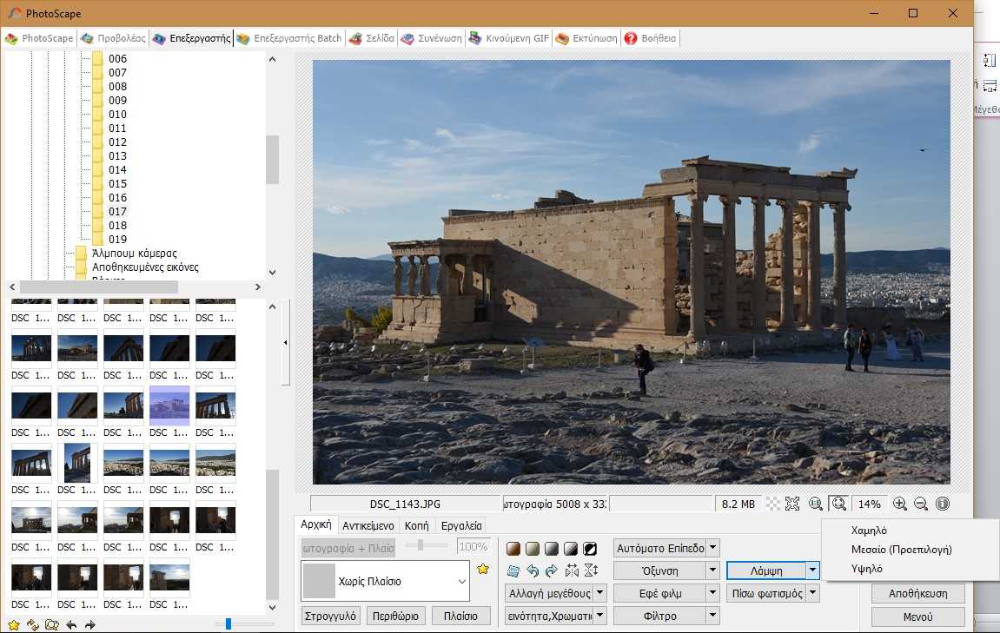 PhotoScape
PhotoScape Προβολέας Επεξεργαστής Επεξεργαστής Batch Σελίδα Συνένωση Κινούμενη GIF Εκτύπωση Βοήθεια
006
007
008
009
010
011
012
013
014
015
016
017
018
019
Άλμπουμ κάμερας
Αποθηκευμένες εικόνες
DSC 1... DSC 1... DSC 1... DSC 1... DSC 1...
DSC 1... DSC 1... DSC 1... DSC 1... DSC 1...
DSC 1... DSC 1... DSC 1... DSC 1... DSC 1...
DSC 1... DSC 1... DSC 1... DSC 1... DSC 1...
DSC 1... DSC 1... DSC 1... DSC 1... DSC 1...
DSC 1... DSC 1... DSC 1... DSC 1...
DSC_1143.JPG ωτογραφία 5008 x 33 8.2 MB 14%
Αρχική Αντικείμενο Κοπή Εργαλεία
ωτογραφία + Πλαίσ 100%
Χωρίς Πλαίσιο
Στρογγυλό Περιθώριο Πλαίσιο
Αυτόματο Επίπεδο
Όξυνση Λάμψη
Αλλαγή μεγέθους Εφέ φιλμ Πίσω φωτισμός
εινότητα,Χρωματι Φίλτρο
Χαμηλό
Μεσαίο (Προεπιλογή)
Υψηλό
Αποθήκευση
Μενού